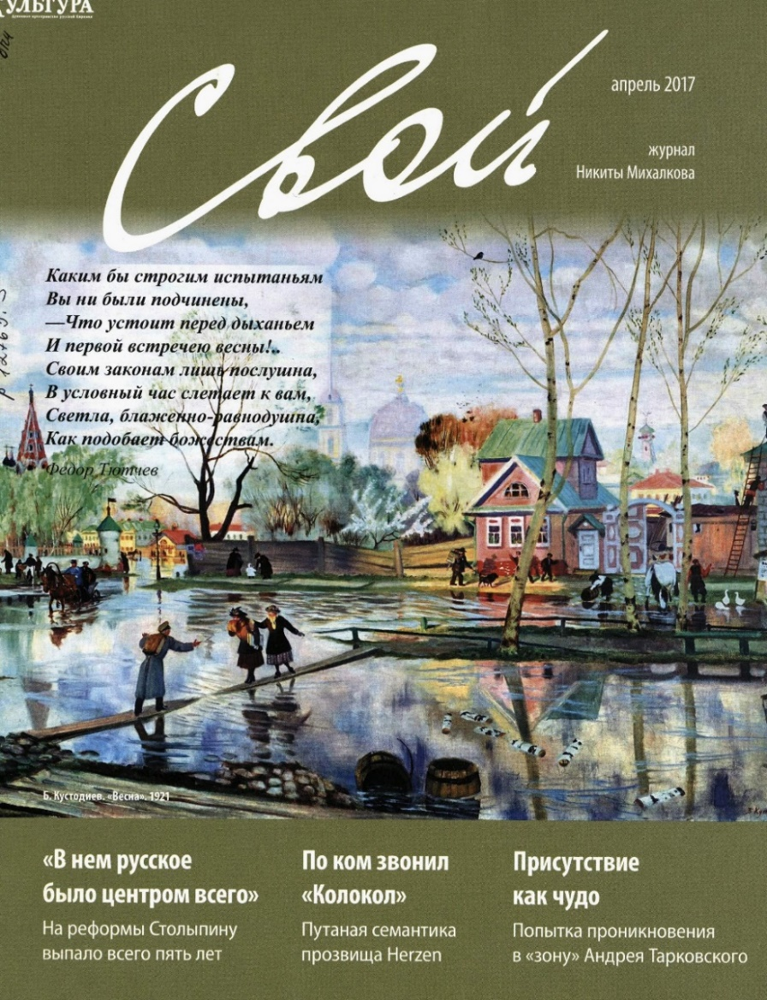 КУЛЬТУРА
апрель 2017
Свой
журнал
Никиты Михалкова
Каким бы строгим испытаньям
Вы ни были подчинены,
—Что устоит перед дыханьем
И первой встречею весны!..
Своим законам лишь послушна,
В условный час слетает к вам,
Светла, блаженно-равнодушна,
Как подобает божествам.
Федор Тютчев
Б. Кустодиев. «Весна». 1921
«В нем русское
было центром всего»
На реформы Столыпину
выпало всего пять лет
По ком звонил
«Колокол»
Путаная семантика
прозвища Herzen
Присутствие
как чудо
Попытка проникновения
в «зону» Андрея Тарковского